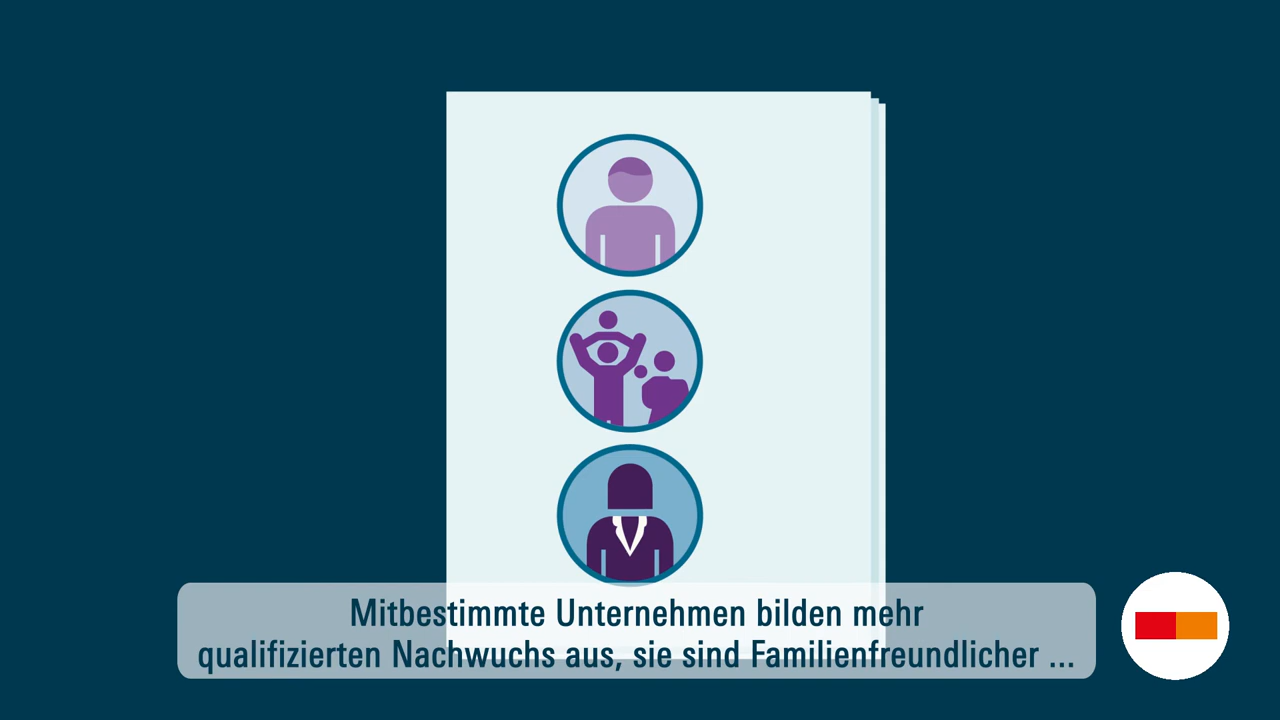 Mitbestimmte Unternehmen bilden mehr
qualifizierten Nachwuchs aus, sie sind Familienfreundlicher ...